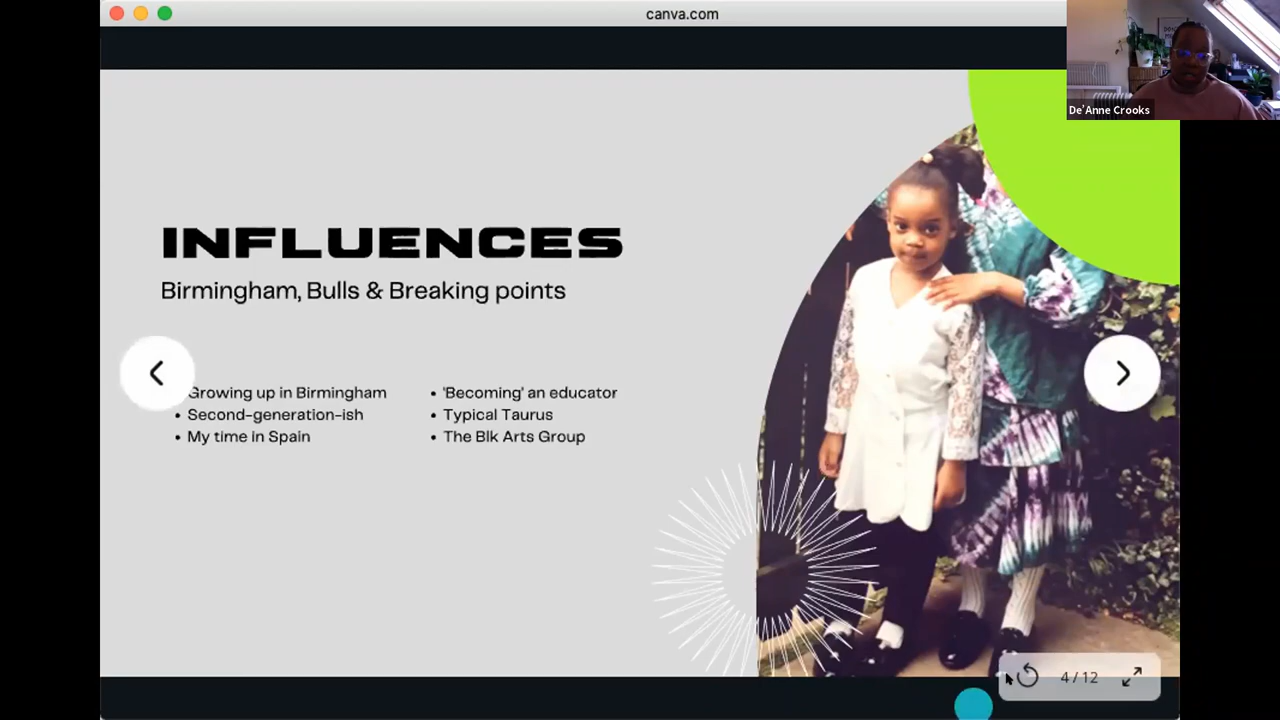 canva.com
De'Anne Crooks
INFLUENCES
Birmingham, Bulls & Breaking points
Growing up in Birmingham
Second-generation-ish
My time in Spain
'Becoming' an educator
Typical Taurus
The Blk Arts Group
4 / 12